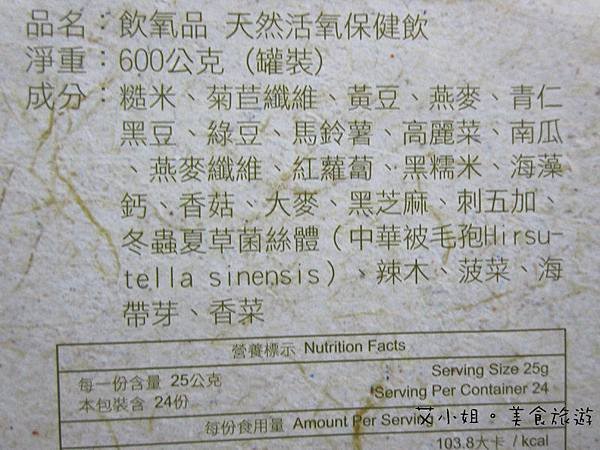 品名：飲氧品 天然活氧保健飲
淨重：600公克（罐裝）
成分：糙米、菊苣纖維、黃豆、燕麥、青仁
黑豆、綠豆、馬鈴薯、高麗菜、南瓜
、燕麥纖維、紅蘿蔔、黑糯米、海藻
鈣、香菇、大麥、黑芝麻、刺五加、
冬蟲夏草菌絲體（中華被毛孢Hirsu-
tella sinensis）、辣木、菠菜、海
帶芽、香菜
營養標示 Nutrition Facts
每一份含量 25公克 Serving Size 25g
本包裝含 24份 Serving Per Container 24
每份食用量 Amount Per Serving
103.8大卡 / kcal
艾小姐。美食旅遊